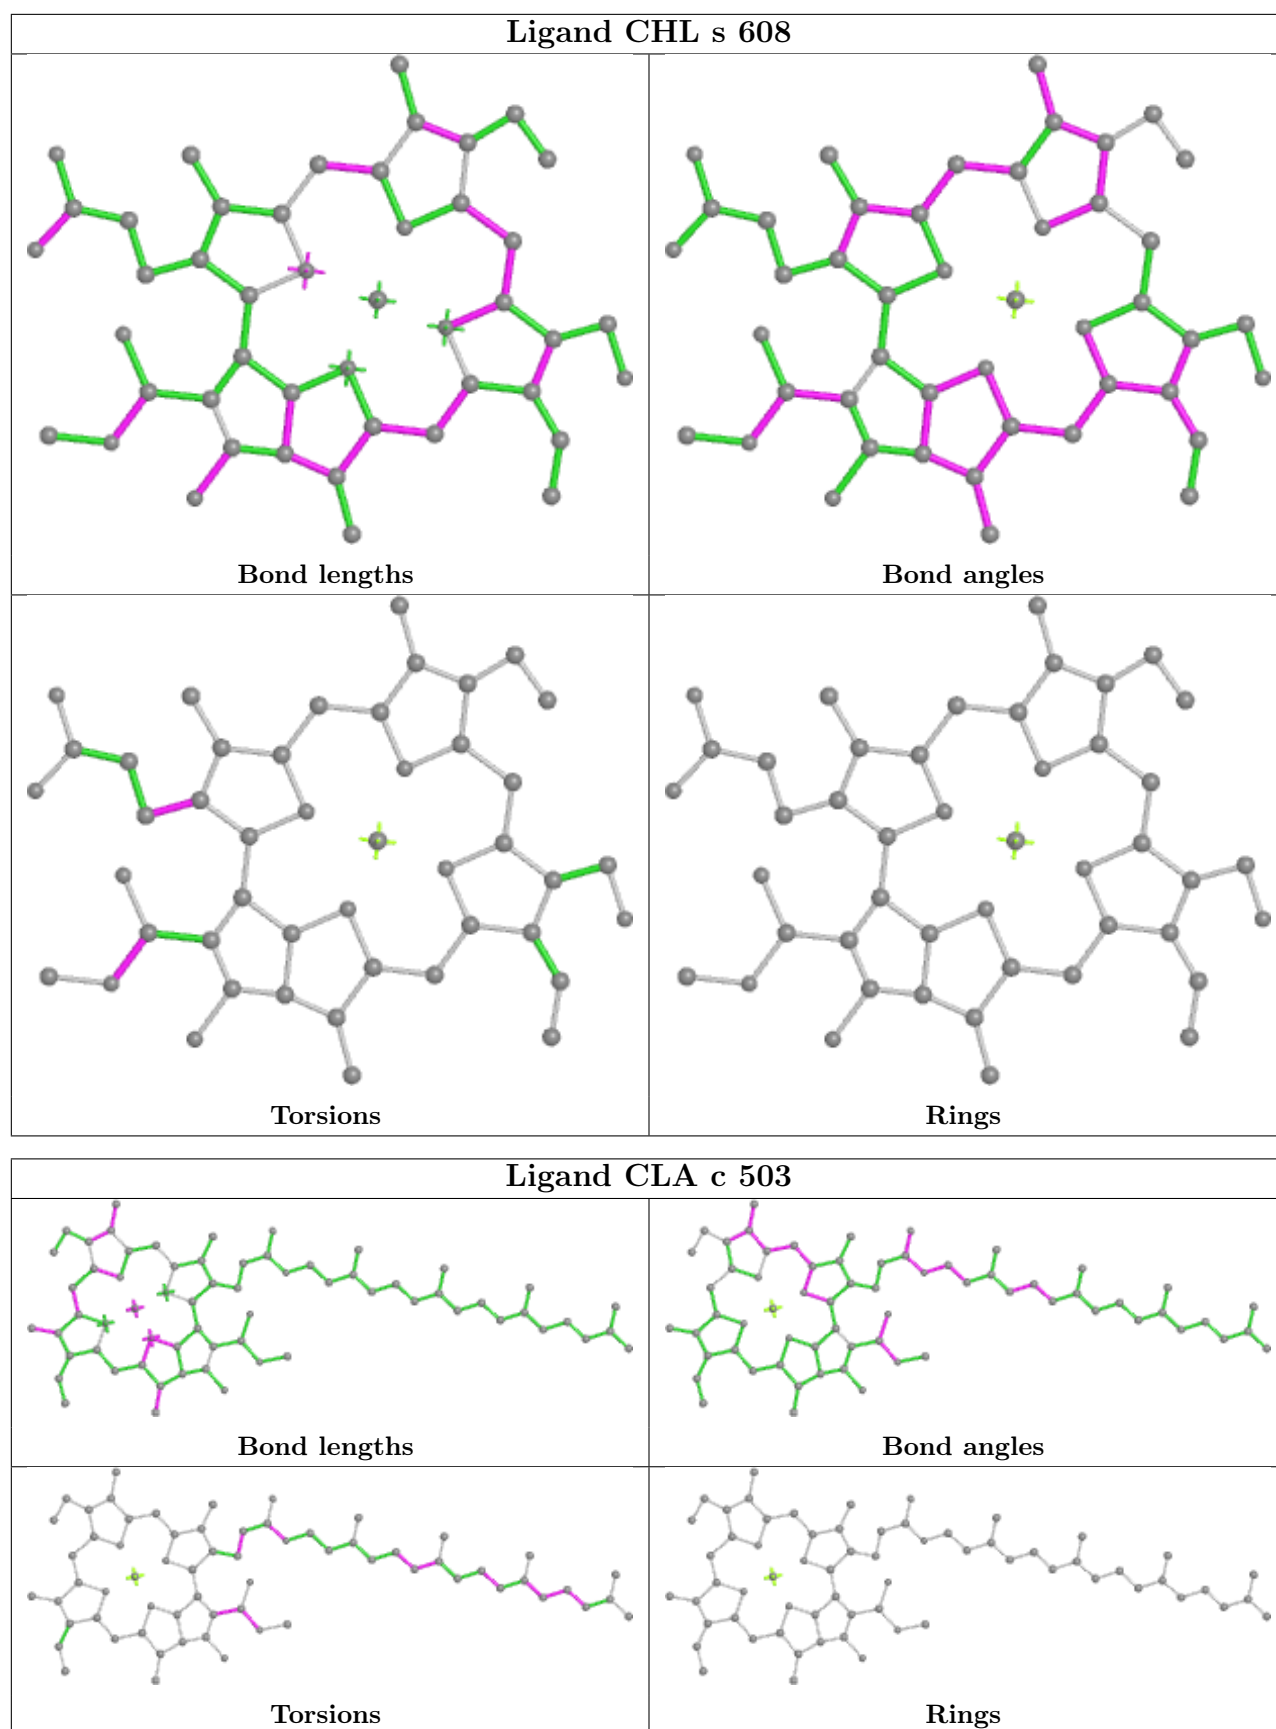 Ligand CHL s 608
Bond lengths
Bond angles
Torsions
Rings
Ligand CLA c 503
Bond lengths
Bond angles
Torsions
Rings